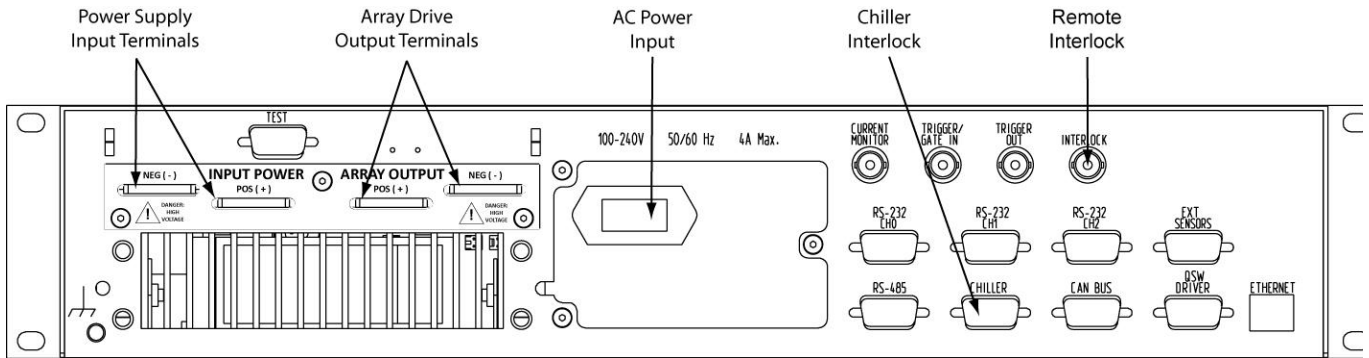 Power Supply
Input Terminals
Array Drive
Output Terminals
AC Power
Input
Chiller
Interlock
Remote
Interlock
TEST
100-240V 50/60 Hz 4A Max.
CURRENT
MONITOR
TRIGGER/
GATE IN
TRIGGER
OUT
INTERLOCK
NEG (-)
INPUT POWER
POS (+)
ARRAY OUTPUT
POS (+)
NEG (-)
DANGER:
HIGH
VOLTAGE
DANGER:
HIGH
VOLTAGE
RS-232
CH0
RS-232
CH1
RS-232
CH2
EXT
SENSORS
RS-485
CHILLER
CAN BUS
QSW
DRIVER
ETHERNET